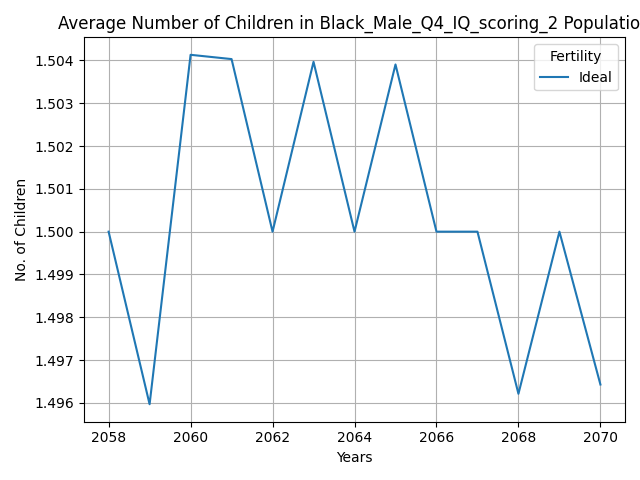 Average Number of Children in Black_Male_Q4_IQ_scoring_2 Populatio
Fertility
Ideal
1.504
1.503
1.502
1.501
1.500
1.499
1.498
1.497
1.496
No. of Children
2058 2060 2062 2064 2066 2068 2070
Years